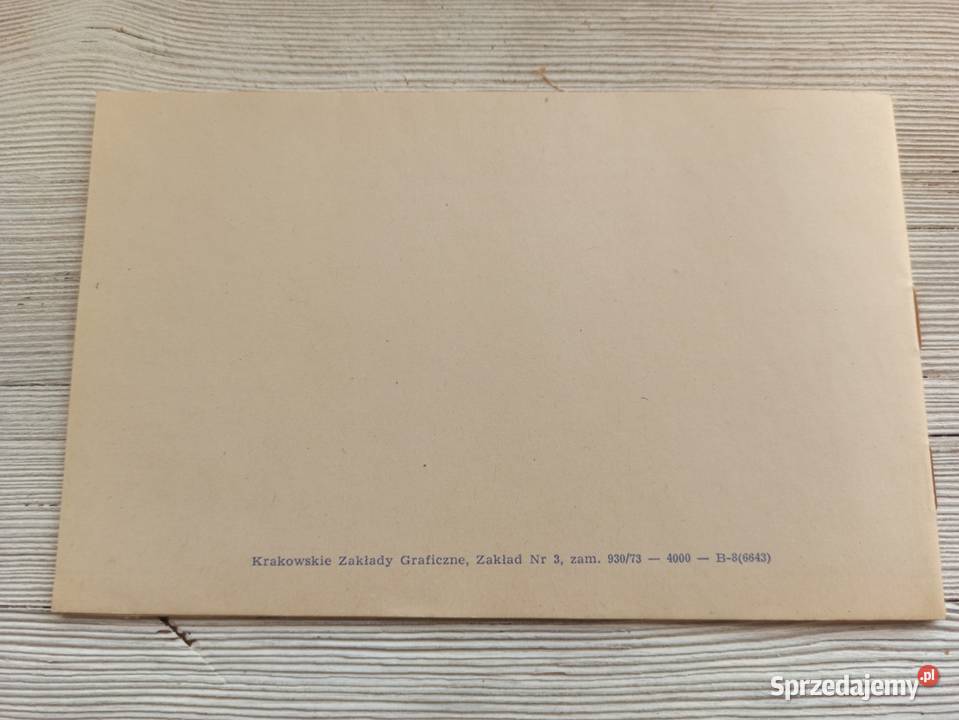 Krakowskie Zakłady Graficzne, Zakład Nr 3, zam. 930/73 — 4000 — B-8(6643)
Sprzedajemy.pl